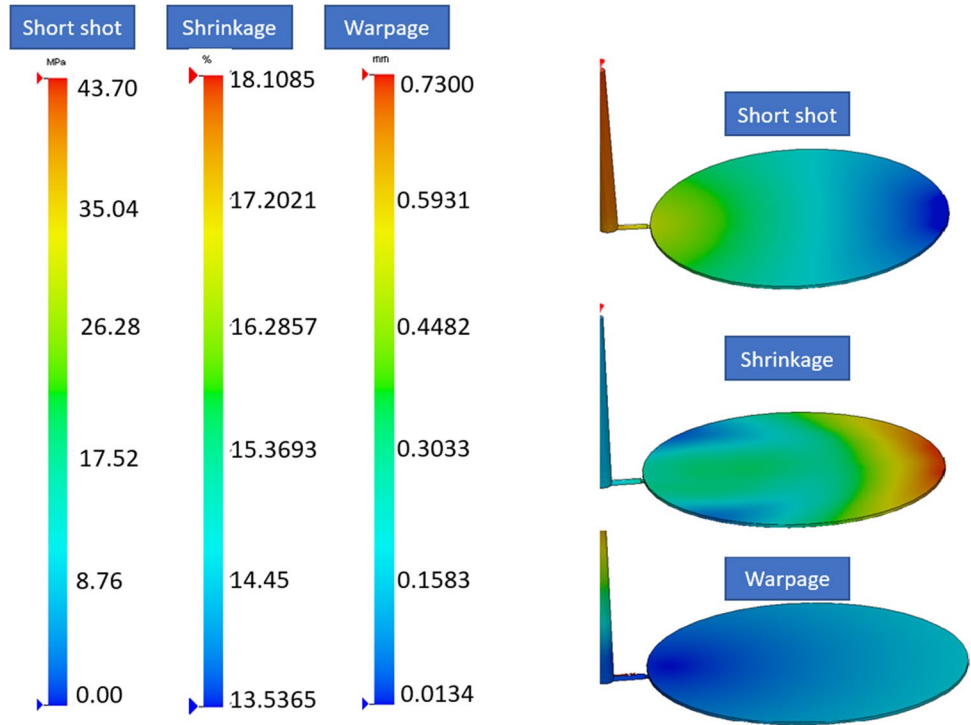 Short shot
Shrinkage
Warpage
MPa
%
mm
43.70
35.04
26.28
17.52
8.76
0.00
18.1085
17.2021
16.2857
15.3693
14.45
13.5365
0.7300
0.5931
0.4482
0.3033
0.1583
0.0134
Short shot
Shrinkage
Warpage